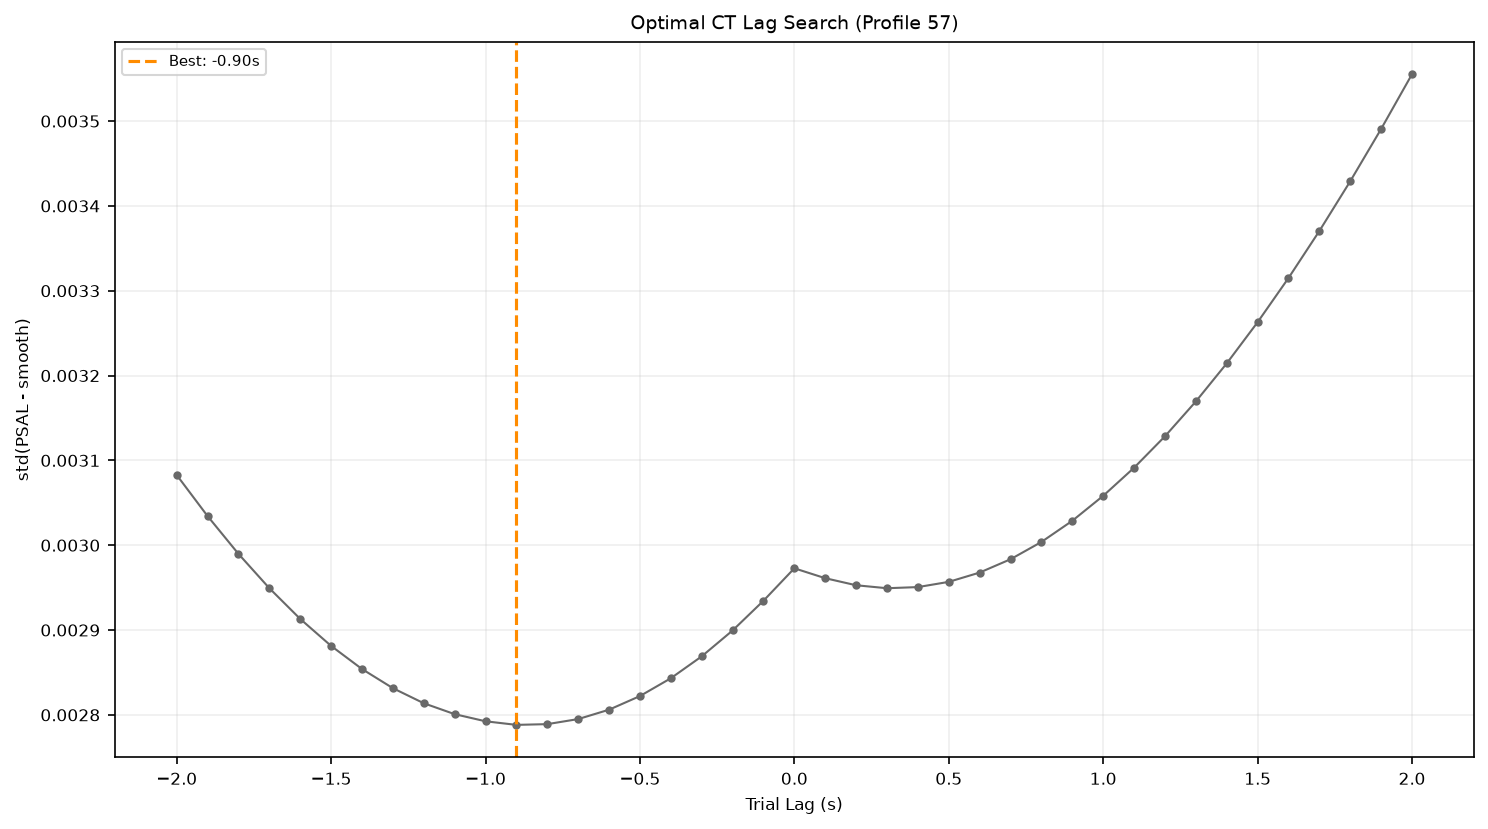 Optimal CT Lag Search (Profile 57)
Best: -0.90s
0.0035
0.0034
0.0033
0.0032
0.0031
0.0030
0.0029
0.0028
std(PSAL - smooth)
−2.0 −1.5 −1.0 −0.5 0.0 0.5 1.0 1.5 2.0
Trial Lag (s)